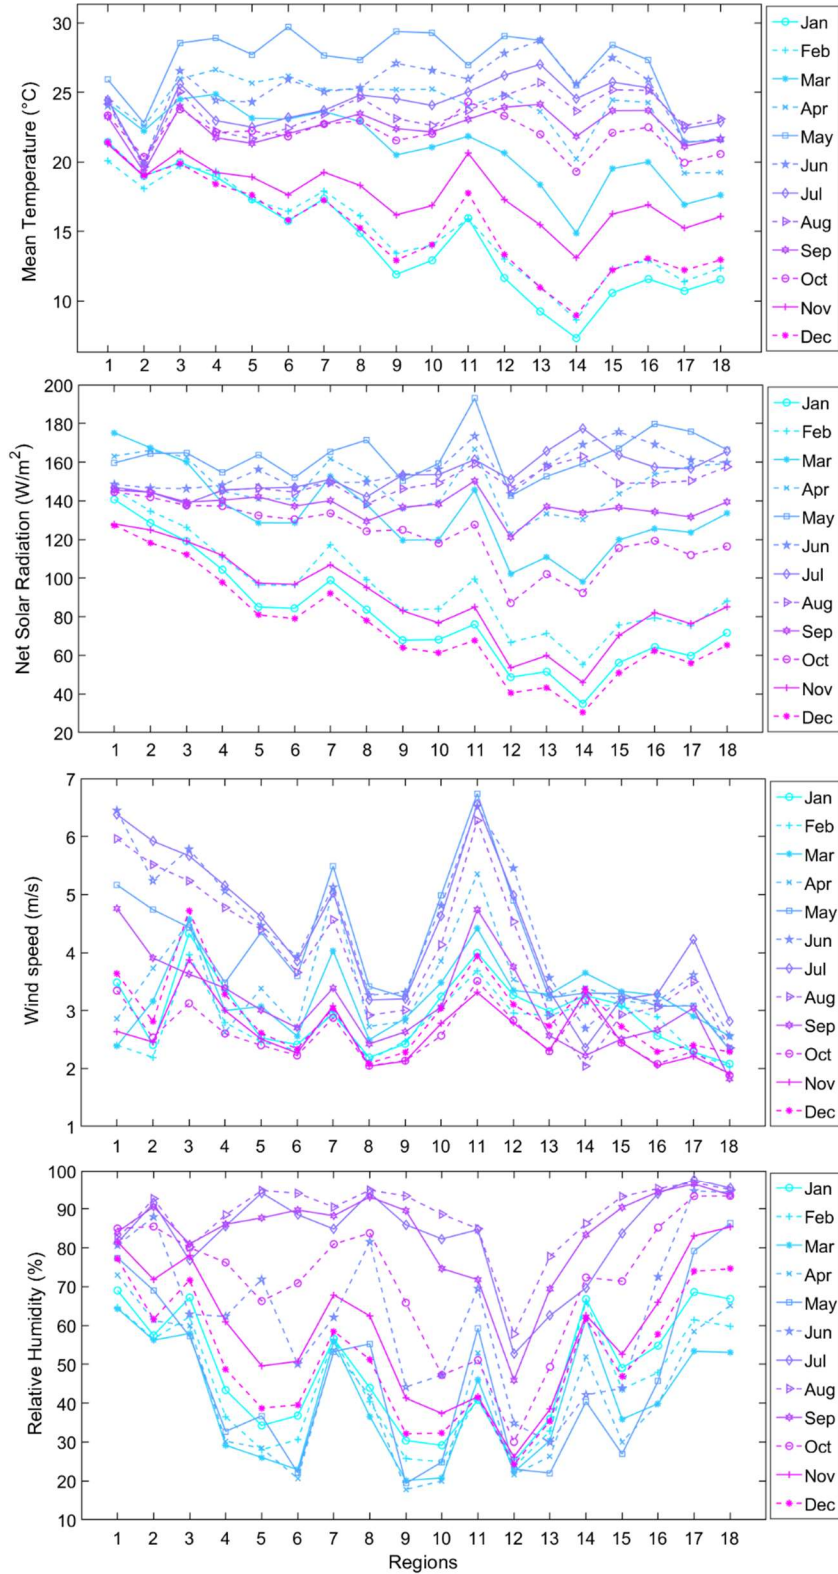 Mean Temperature (°C)
30
25
20
15
10
1 2 3 4 5 6 7 8 9 10 11 12 13 14 15 16 17 18
Jan
Feb
Mar
Apr
May
Jun
Jul
Aug
Sep
Oct
Nov
Dec
Net Solar Radiation (W/m²)
200
180
160
140
120
100
80
60
40
20
1 2 3 4 5 6 7 8 9 10 11 12 13 14 15 16 17 18
Jan
Feb
Mar
Apr
May
Jun
Jul
Aug
Sep
Oct
Nov
Dec
Wind speed (m/s)
7
6
5
4
3
2
1
1 2 3 4 5 6 7 8 9 10 11 12 13 14 15 16 17 18
Jan
Feb
Mar
Apr
May
Jun
Jul
Aug
Sep
Oct
Nov
Dec
Relative Humidity (%)
100
90
80
70
60
50
40
30
20
10
1 2 3 4 5 6 7 8 9 10 11 12 13 14 15 16 17 18
Regions
Jan
Feb
Mar
Apr
May
Jun
Jul
Aug
Sep
Oct
Nov
Dec